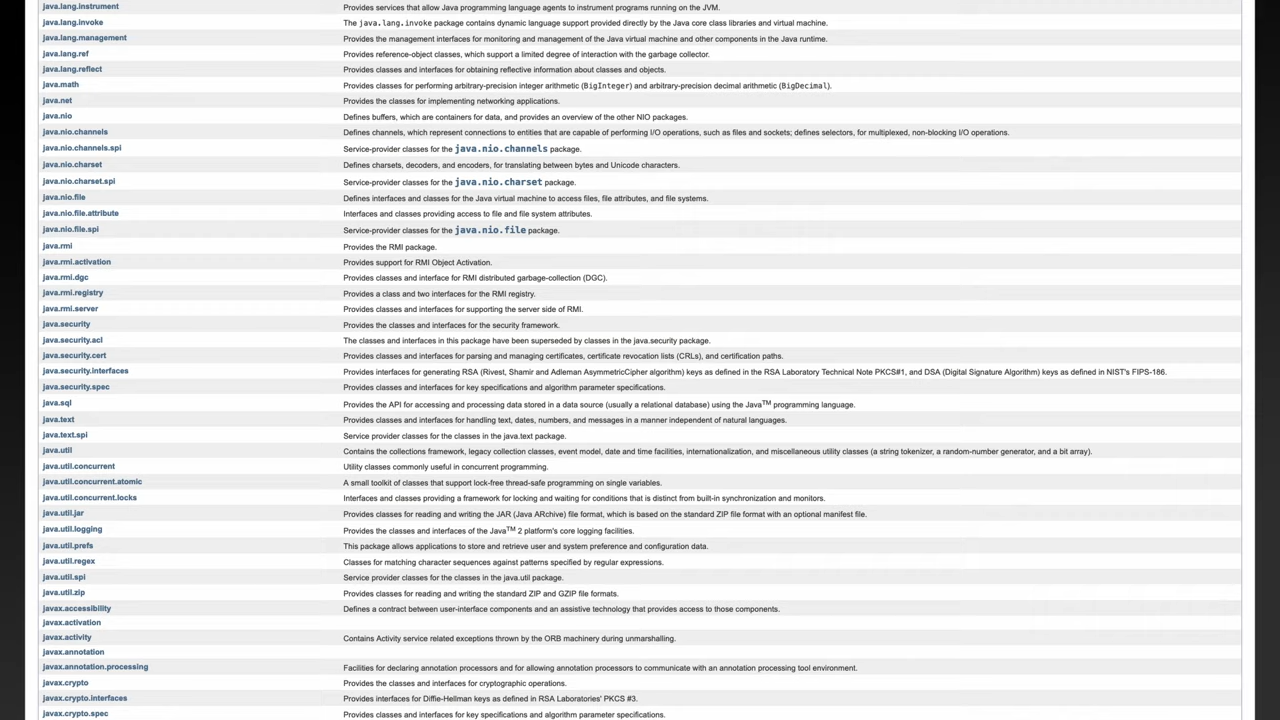 java.lang.instrument Provides services that allow Java programming language agents to instrument programs running on the JVM.
java.lang.invoke The java.lang.invoke package contains dynamic language support provided directly by the Java core class libraries and virtual machine.
java.lang.management Provides the management interfaces for monitoring and management of the Java virtual machine and other components in the Java runtime.
java.lang.ref Provides reference-object classes, which support a limited degree of interaction with the garbage collector.
java.lang.reflect Provides classes and interfaces for obtaining reflective information about classes and objects.
java.math Provides classes for performing arbitrary-precision integer arithmetic (BigInteger) and arbitrary-precision decimal arithmetic (BigDecimal).
java.net Provides the classes for implementing networking applications.
java.nio Defines buffers, which are containers for data, and provides an overview of the other NIO packages.
java.nio.channels Defines channels, which represent connections to entities that are capable of performing I/O operations, such as files and sockets; defines selectors, for multiplexed, non-blocking I/O operations.
java.nio.channels.spi Service-provider classes for the java.nio.channels package.
java.nio.charset Defines charsets, decoders, and encoders, for translating between bytes and Unicode characters.
java.nio.charset.spi Service-provider classes for the java.nio.charset package.
java.nio.file Defines interfaces and classes for the Java virtual machine to access files, file attributes, and file systems.
java.nio.file.attribute Interfaces and classes providing access to file and file system attributes.
java.nio.file.spi Service-provider classes for the java.nio.file package.
java.rmi Provides the RMI package.
java.rmi.activation Provides support for RMI Object Activation.
java.rmi.dgc Provides classes and interface for RMI distributed garbage-collection (DGC).
java.rmi.registry Provides a class and two interfaces for the RMI registry.
java.rmi.server Provides classes and interfaces for supporting the server side of RMI.
java.security Provides the classes and interfaces for the security framework.
java.security.acl The classes and interfaces in this package have been superseded by classes in the java.security package.
java.security.cert Provides classes and interfaces for parsing and managing certificates, certificate revocation lists (CRLs), and certification paths.
java.security.interfaces Provides interfaces for generating RSA (Rivest, Shamir and Adleman AsymmetricCipher algorithm) keys as defined in the RSA Laboratory Technical Note PKCS#1, and DSA (Digital Signature Algorithm) keys as defined in NIST's FIPS-186.
java.security.spec Provides classes and interfaces for key specifications and algorithm parameter specifications.
java.sql Provides the API for accessing and processing data stored in a data source (usually a relational database) using the Java™ programming language.
java.text Provides classes and interfaces for handling text, dates, numbers, and messages in a manner independent of natural languages.
java.text.spi Service provider classes for the classes in the java.text package.
java.util Contains the collections framework, legacy collection classes, event model, date and time facilities, internationalization, and miscellaneous utility classes (a string tokenizer, a random-number generator, and a bit array).
java.util.concurrent Utility classes commonly useful in concurrent programming.
java.util.concurrent.atomic A small toolkit of classes that support lock-free thread-safe programming on single variables.
java.util.concurrent.locks Interfaces and classes providing a framework for locking and waiting for conditions that is distinct from built-in synchronization and monitors.
java.util.jar Provides classes for reading and writing the JAR (Java ARchive) file format, which is based on the standard ZIP file format with an optional manifest file.
java.util.logging Provides the classes and interfaces of the Java™ 2 platform's core logging facilities.
java.util.prefs This package allows applications to store and retrieve user and system preference and configuration data.
java.util.regex Classes for matching character sequences against patterns specified by regular expressions.
java.util.spi Service provider classes for the classes in the java.util package.
java.util.zip Provides classes for reading and writing the standard ZIP and GZIP file formats.
javax.accessibility Defines a contract between user-interface components and an assistive technology that provides access to those components.
javax.activation
javax.activity Contains Activity service related exceptions thrown by the ORB machinery during unmarshalling.
javax.annotation
javax.annotation.processing Facilities for declaring annotation processors and for allowing annotation processors to communicate with an annotation processing tool environment.
javax.crypto Provides the classes and interfaces for cryptographic operations.
javax.crypto.interfaces Provides interfaces for Diffie-Hellman keys as defined in RSA Laboratories' PKCS #3.
javax.crypto.spec Provides classes and interfaces for key specifications and algorithm parameter specifications.